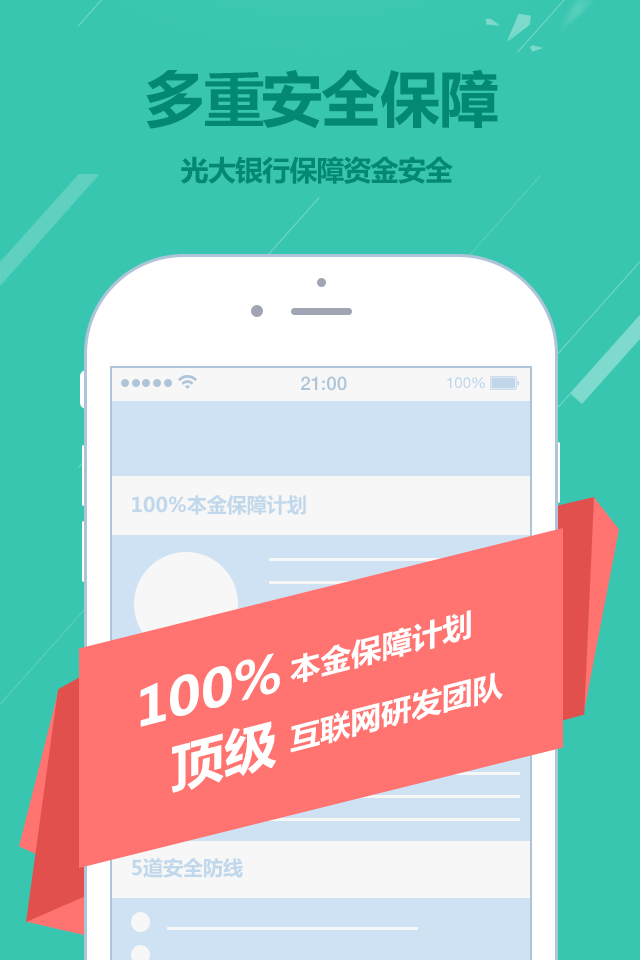 多重安全保障
光大银行保障资金安全
21:00
100%
100%本金保障计划
100% 本金保障计划
顶级 互联网研发团队
5道安全防线